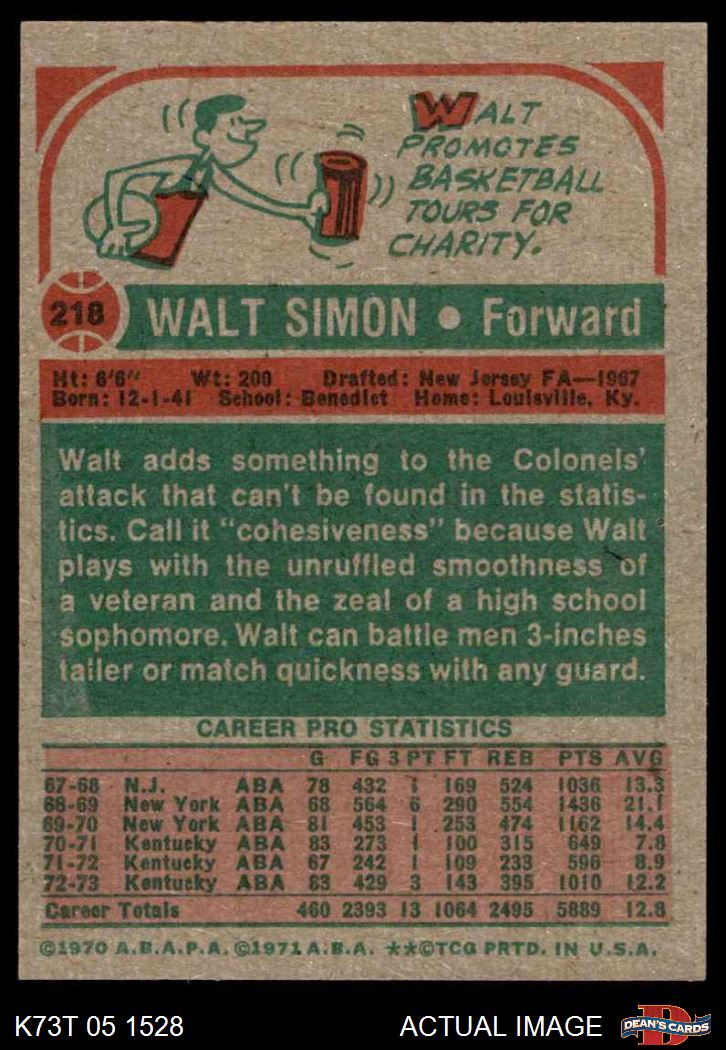 WALT
PROMOTES
BASKETBALL
TOURS FOR
CHARITY.
218 WALT SIMON • Forward
Ht: 6'6" Wt: 200 Drafted: New Jersey FA—1967
Born: 12-1-41 School: Benedict Home: Louisville, Ky.
Walt adds something to the Colonels'
attack that can't be found in the statis-
tics. Call it "cohesiveness" because Walt
plays with the unruffled smoothness of
a veteran and the zeal of a high school
sophomore. Walt can battle men 3-inches
taller or match quickness with any guard.
CAREER PRO STATISTICS
G FG 3PT FT REB PTS AVG
67-68 N.J. ABA 78 432 1 169 524 1036 13.3
68-69 New York ABA 68 564 6 290 554 1436 21.1
69-70 New York ABA 81 453 1 253 474 1162 14.4
70-71 Kentucky ABA 83 273 1 100 315 649 7.8
71-72 Kentucky ABA 67 242 1 109 233 596 8.9
72-73 Kentucky ABA 83 429 3 143 395 1010 12.2
Career Totals 460 2393 13 1064 2495 5889 12.8
©1970 A.B.A.P.A. ©1971 A.B.A. **©TCG PRTD. IN U.S.A.
K73T 05 1528 ACTUAL IMAGE
D
DEAN'S CARDS